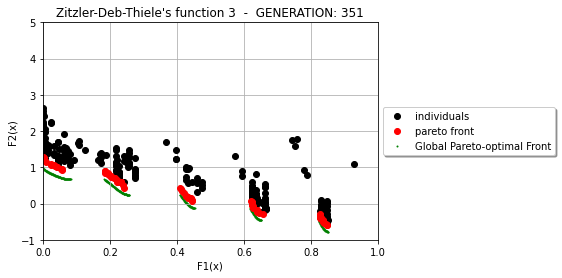 Zitzler-Deb-Thiele's function 3 - GENERATION: 351
5
4
3
2
1
0
−1
F2(x)
0.0 0.2 0.4 0.6 0.8 1.0
F1(x)
individuals
pareto front
Global Pareto-optimal Front